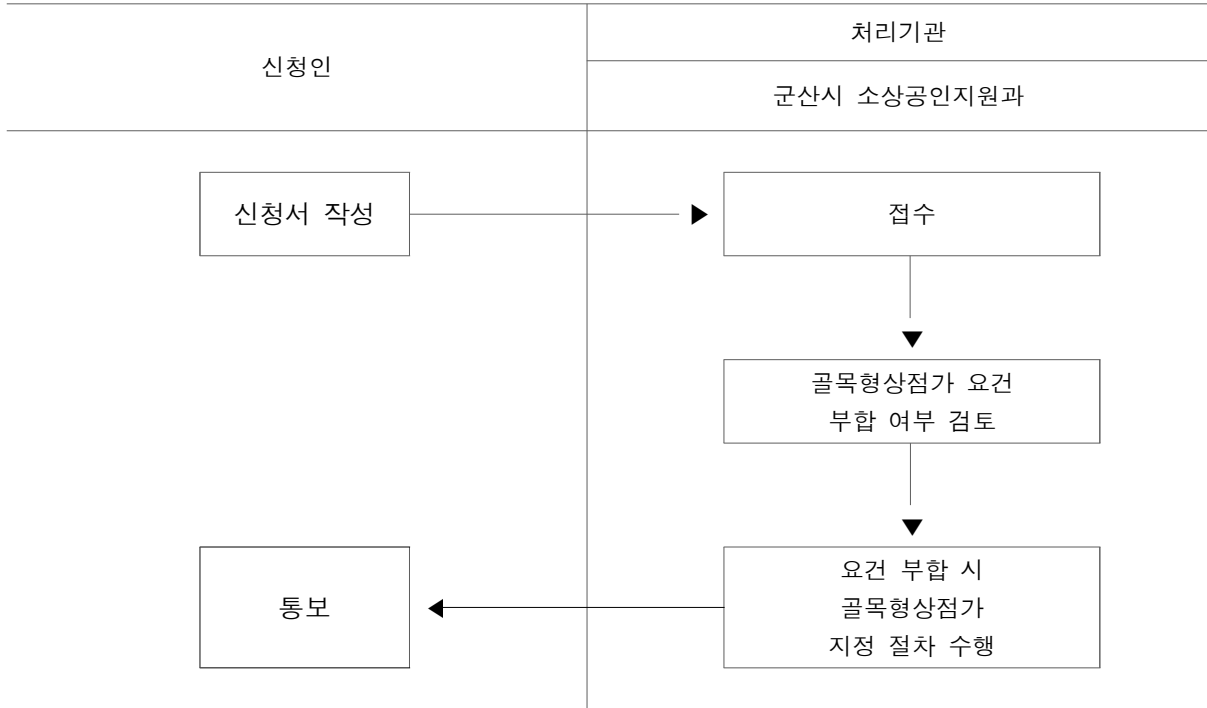 신청인
처리기관
군산시 소상공인지원과
신청서 작성
접수
골목형상점가 요건
부합 여부 검토
통보
요건 부합 시
골목형상점가
지정 절차 수행